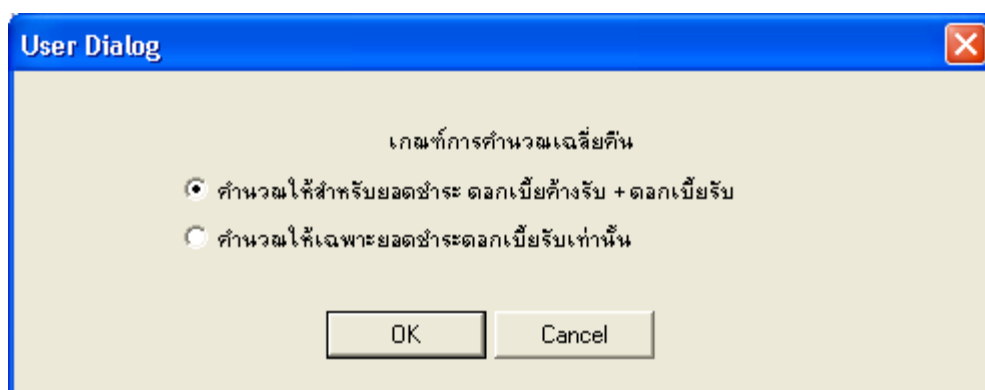 User Dialog
เกณฑ์การคำนวณเฉลี่ยคืน
คำนวณให้สำหรับยอดชำระ ดอกเบี้ยค้างรับ + ดอกเบี้ยรับ
คำนวณให้เฉพาะยอดชำระดอกเบี้ยรับเท่านั้น
OK Cancel